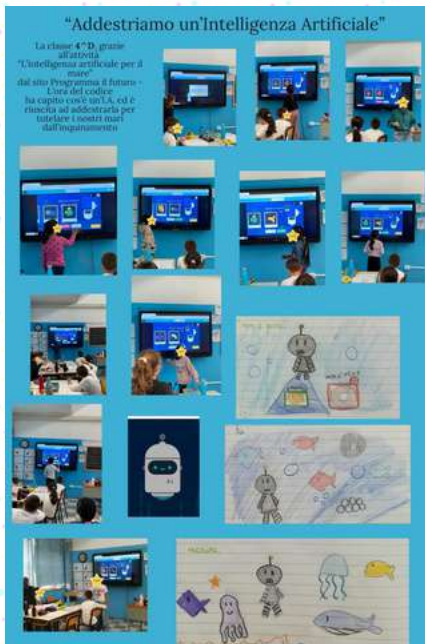 "Addestriamo un'Intelligenza Artificiale"
La classe 4^D, grazie
all'attività
"L'intelligenza artificiale per il
mare"
dal sito Programma il futuro -
L'ora del codice
ha capito cos'è un'I.A. ed è
riuscita ad addestrarla per
tutelare i nostri mari
dall'inquinamento